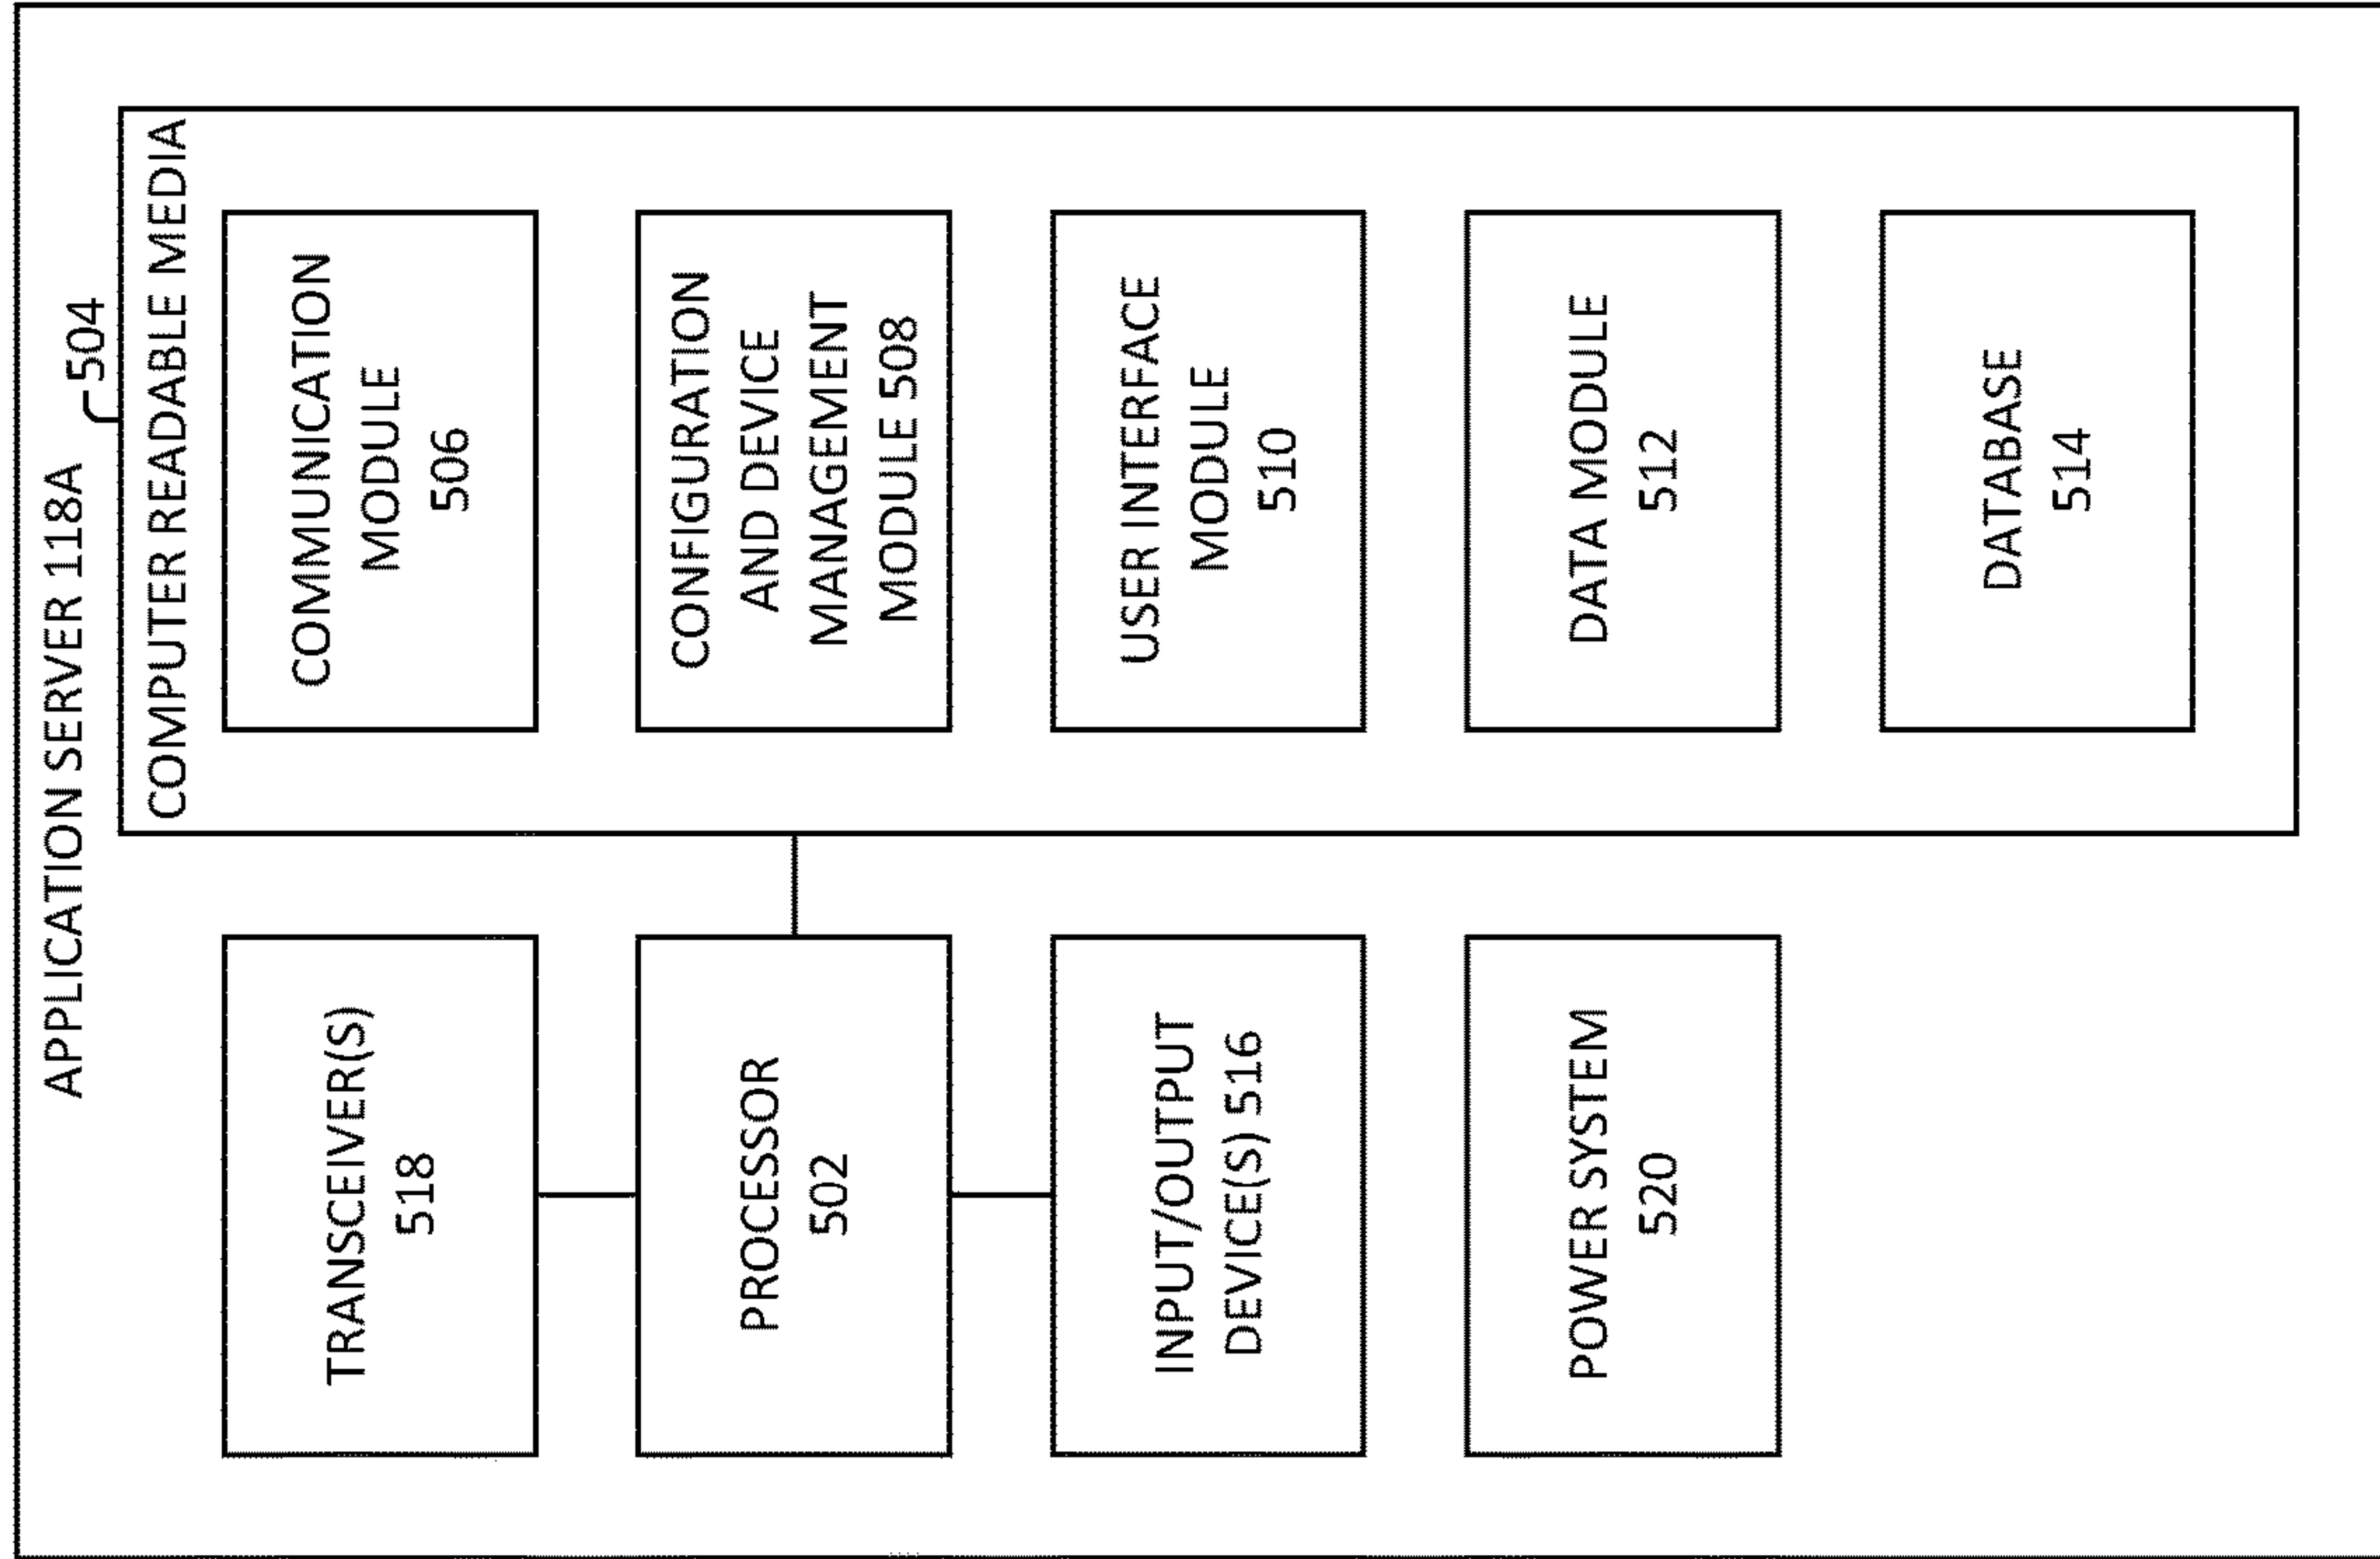 APPLICATION SERVER 118A
504
COMPUTER READABLE MEDIA
TRANSCEIVER(S)
518
PROCESSOR
502
INPUT/OUTPUT
DEVICE(S) 516
POWER SYSTEM
520
COMMUNICATION
MODULE
506
CONFIGURATION
AND DEVICE
MANAGEMENT
MODULE 508
USER INTERFACE
MODULE
510
DATA MODULE
512
DATABASE
514